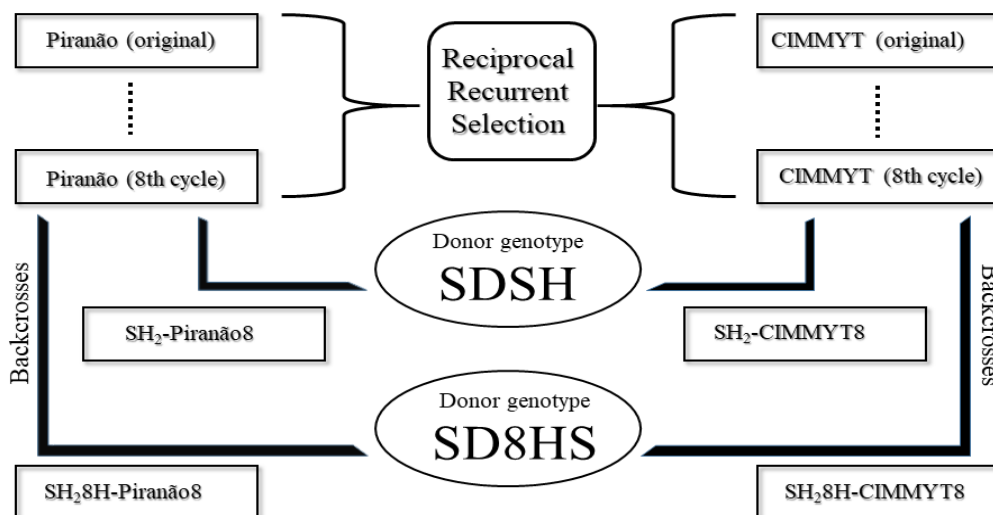 Piranão (original)
CIMMYT (original)
Reciprocal
Recurrent
Selection
Piranão (8th cycle)
CIMMYT (8th cycle)
Donor genotype
SDSH
Backcrosses
Backcrosses
SH₂-Piranão8
SH₂-CIMMYT8
Donor genotype
SD8HS
SH₂8H-Piranão8
SH₂8H-CIMMYT8